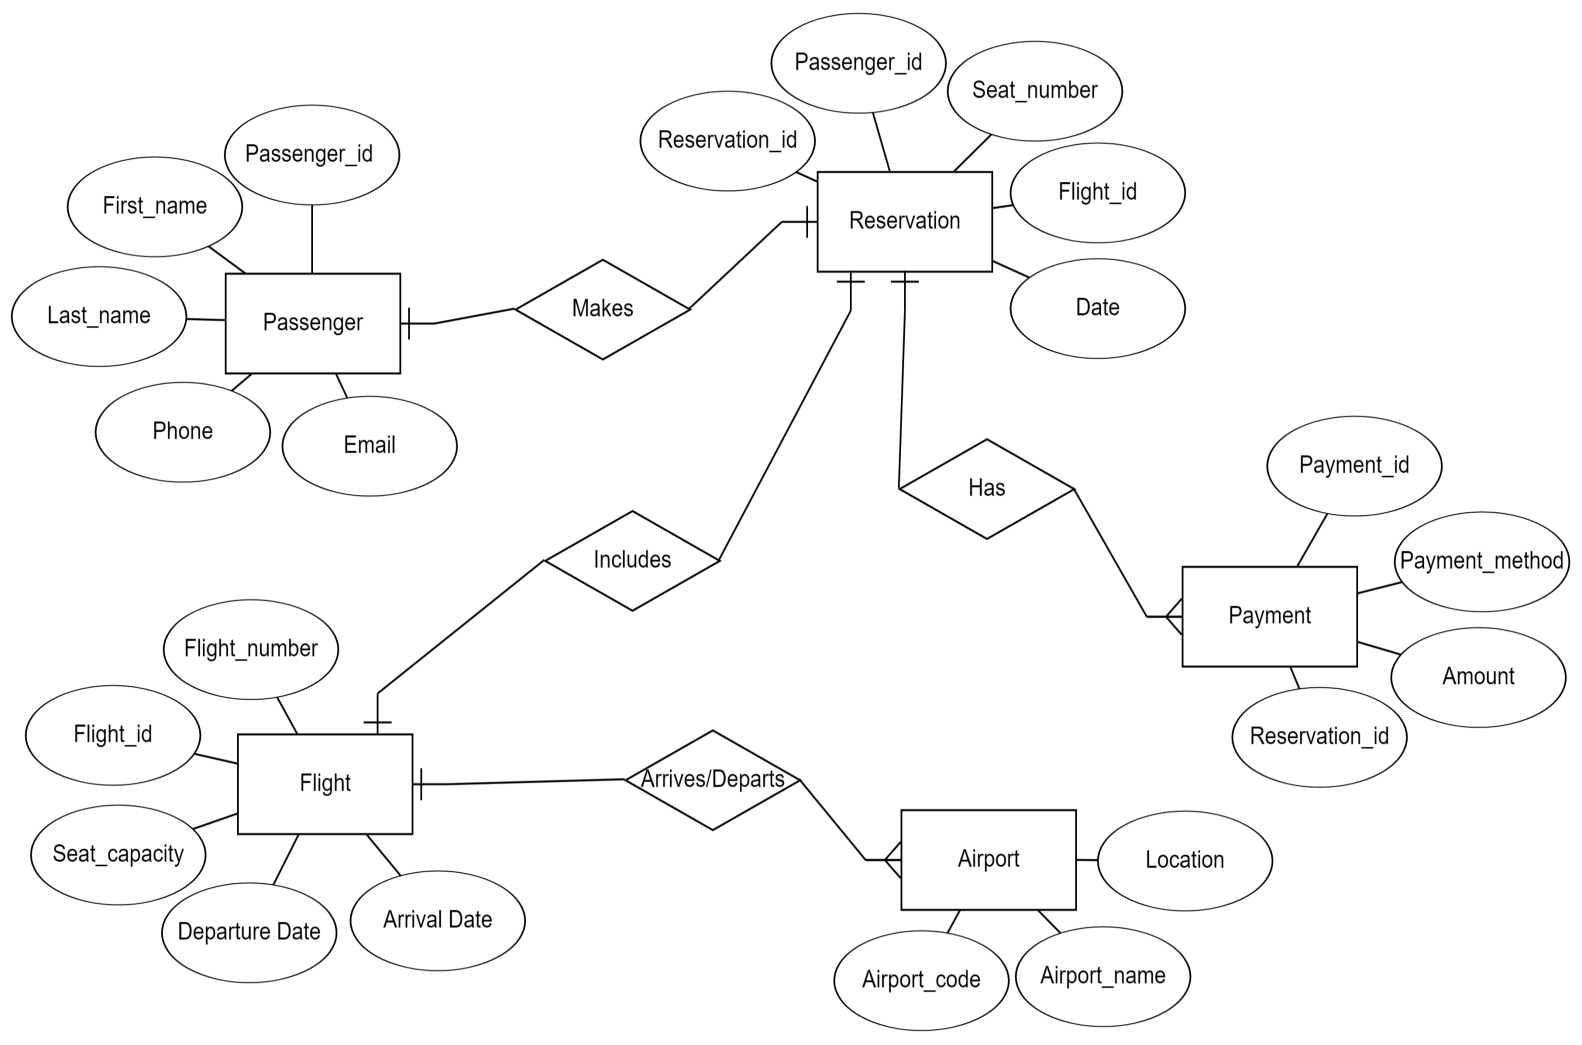 Passenger_id
Seat_number
Reservation_id
Passenger_id
Flight_id
First_name
Reservation
Date
Makes
Last_name
Passenger
Phone
Email
Payment_id
Has
Includes
Payment_method
Payment
Flight_number
Amount
Flight_id
Reservation_id
Flight
Arrives/Departs
Seat_capacity
Airport
Location
Departure Date
Arrival Date
Airport_code
Airport_name